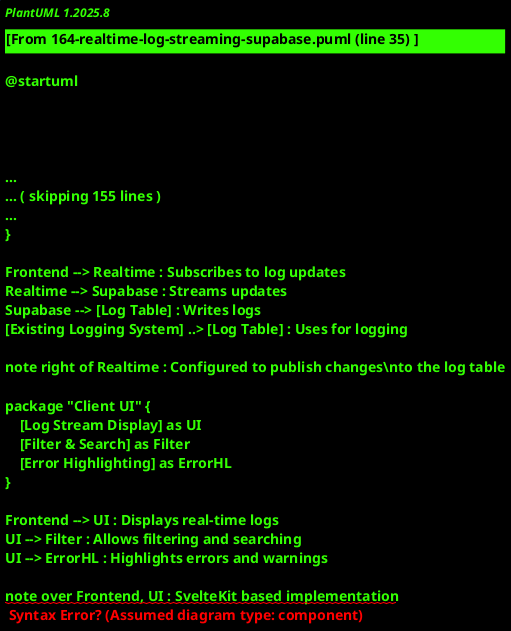 PlantUML 1.2025.8
[From 164-realtime-log-streaming-supabase.puml (line 35) ]
@startuml
...
... ( skipping 155 lines )
...
}
Frontend --> Realtime : Subscribes to log updates
Realtime --> Supabase : Streams updates
Supabase --> [Log Table] : Writes logs
[Existing Logging System] ..> [Log Table] : Uses for logging
note right of Realtime : Configured to publish changes\nto the log table
package "Client UI" {
[Log Stream Display] as UI
[Filter & Search] as Filter
[Error Highlighting] as ErrorHL
}
Frontend --> UI : Displays real-time logs
UI --> Filter : Allows filtering and searching
UI --> ErrorHL : Highlights errors and warnings
note over Frontend, UI : SvelteKit based implementation
Syntax Error? (Assumed diagram type: component)